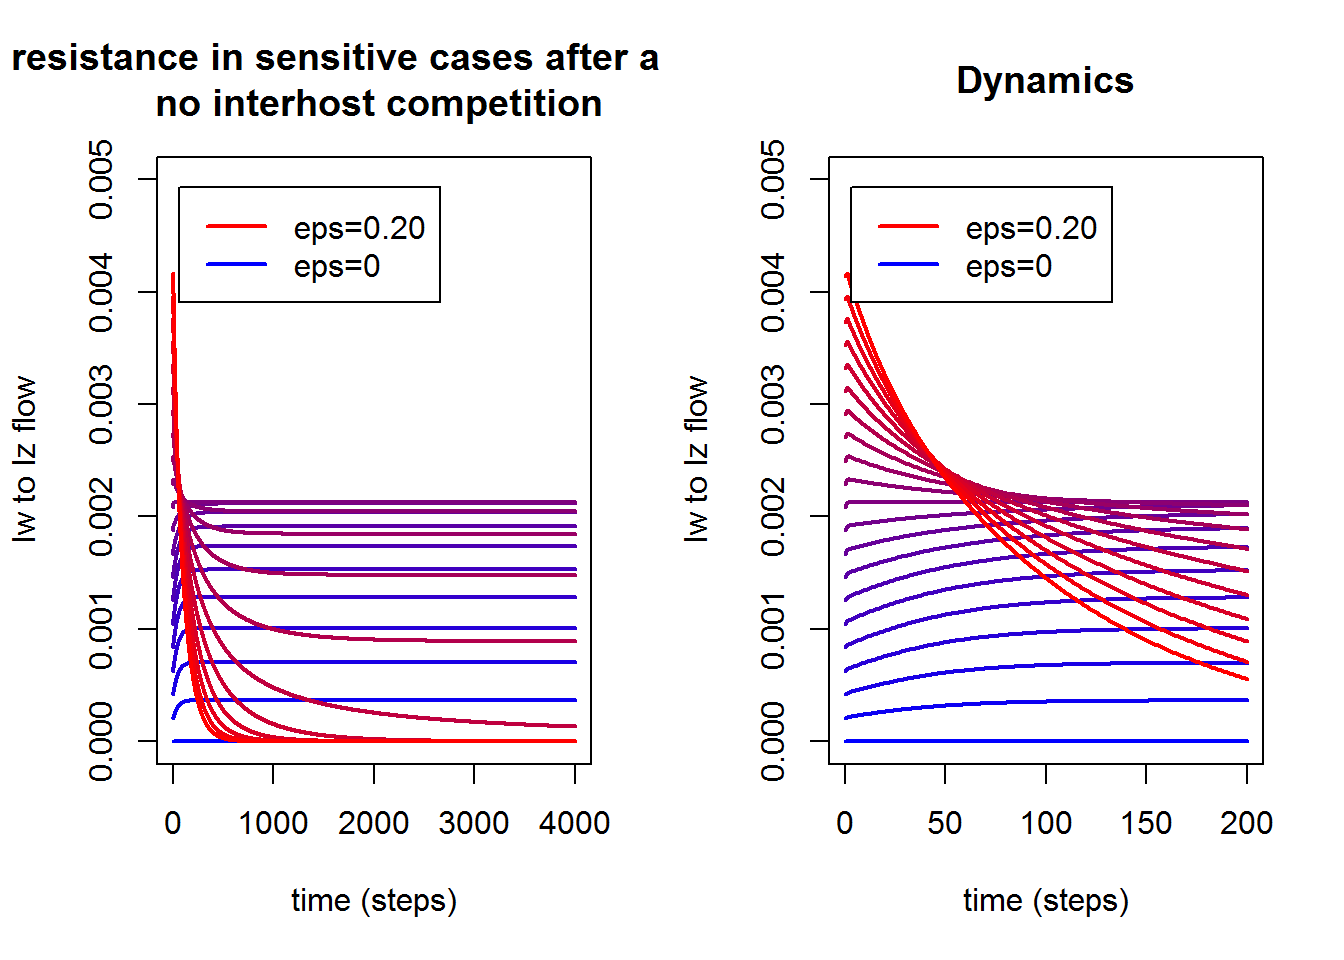 resistance in sensitive cases after a
no interhost competition
Iw to Iz flow
0.005
0.004
0.003
0.002
0.001
0.000
eps=0.20
eps=0
0 1000 2000 3000 4000
time (steps)
Dynamics
Iw to Iz flow
0.005
0.004
0.003
0.002
0.001
0.000
eps=0.20
eps=0
0 50 100 150 200
time (steps)